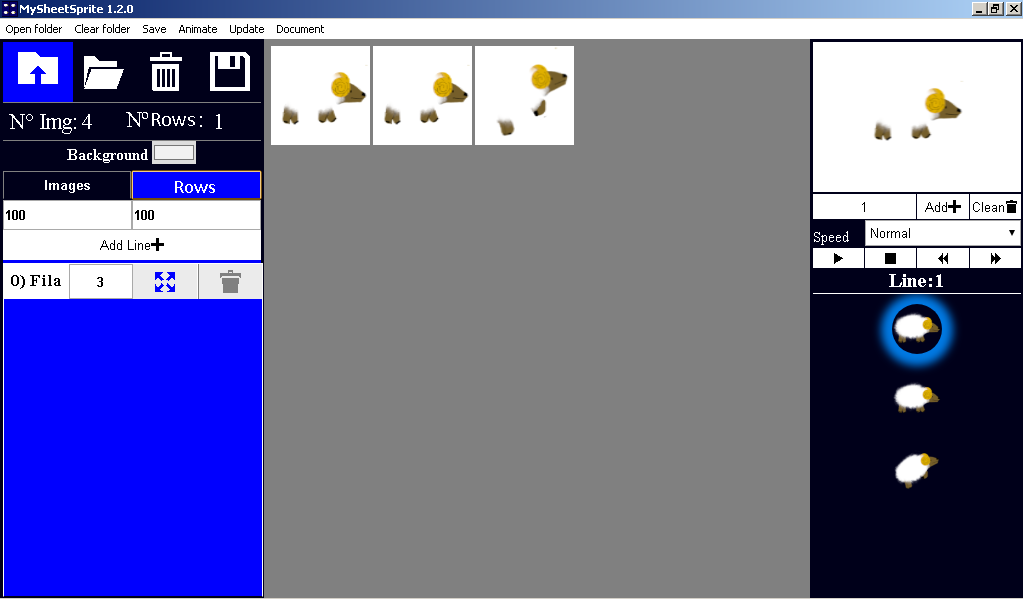 MySheetSprite 1.2.0
Open folder Clear folder Save Animate Update Document
N° Img: 4 N°Rows: 1
Background
Images Rows
100 100
Add Line
0) Fila 3
1 Add Clean
Speed Normal
Line:1